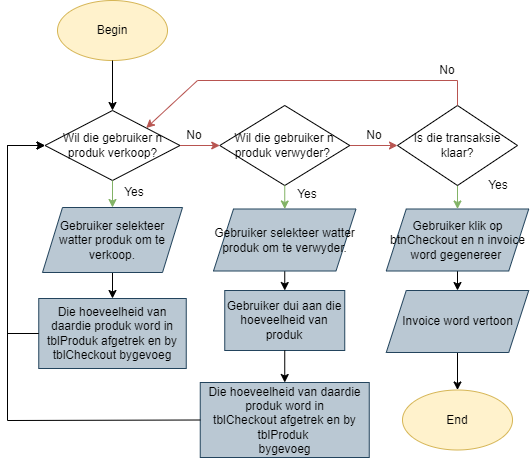 Begin
No
Wil die gebruiker n
produk verkoop?
No
Wil die gebruiker n
produk verwyder?
No
Is die transaksie
klaar?
Yes
Yes
Yes
Gebruiker selekteer
watter produk om te
verkoop.
Gebruiker selekteer watter
produk om te verwyder.
Gebruiker klik op
btnCheckout en n invoice
word gegenereer
Die hoeveelheid van
daardie produk word in
tblProduk afgetrek en by
tblCheckout bygevoeg
Gebruiker dui aan die
hoeveelheid van
produk
Invoice word vertoon
Die hoeveelheid van daardie
produk word in
tblCheckout afgetrek en by
tblProduk
bygevoeg
End